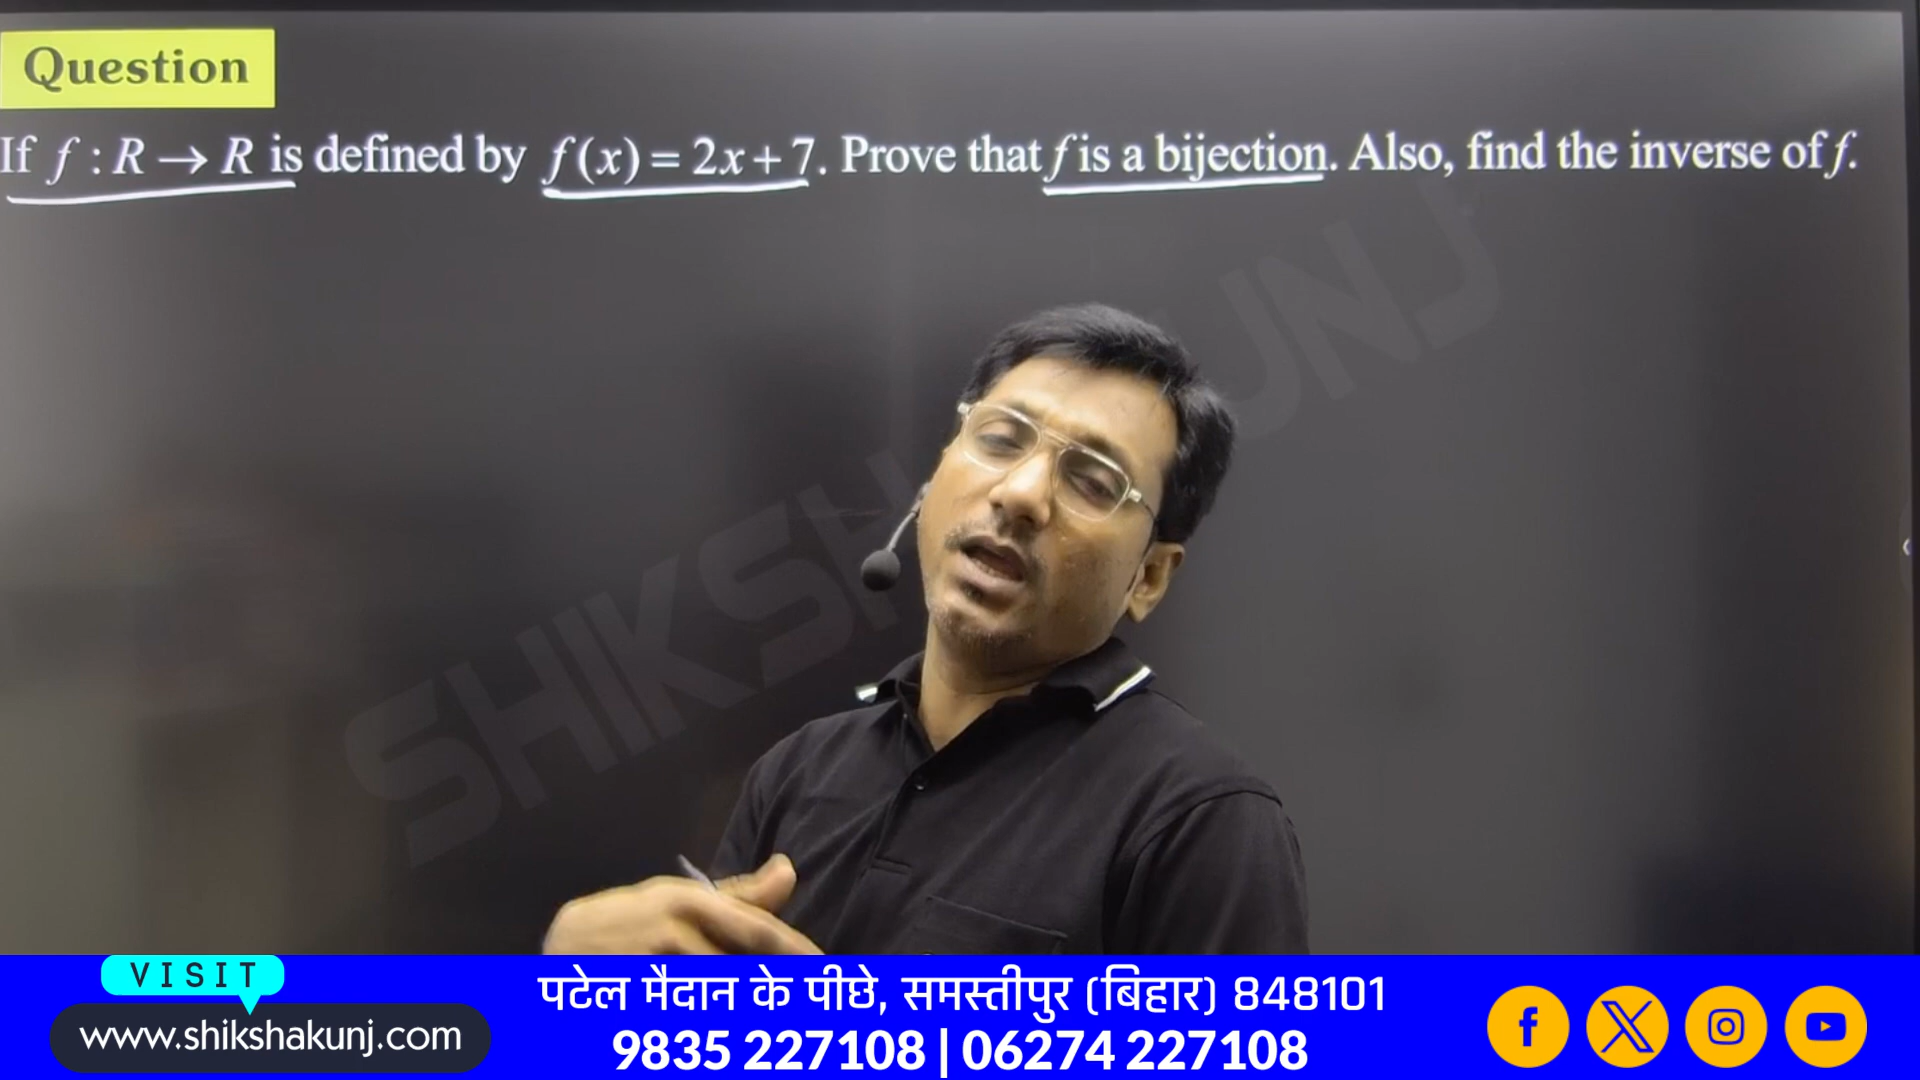 Question
If f : R → R is defined by f(x) = 2x + 7. Prove that f is a bijection. Also, find the inverse of f.
SHIKSHAKUNJ
VISIT
www.shikshakunj.com
पटेल मैदान के पीछे, समस्तीपुर (बिहार) 848101
9835 227108 | 06274 227108